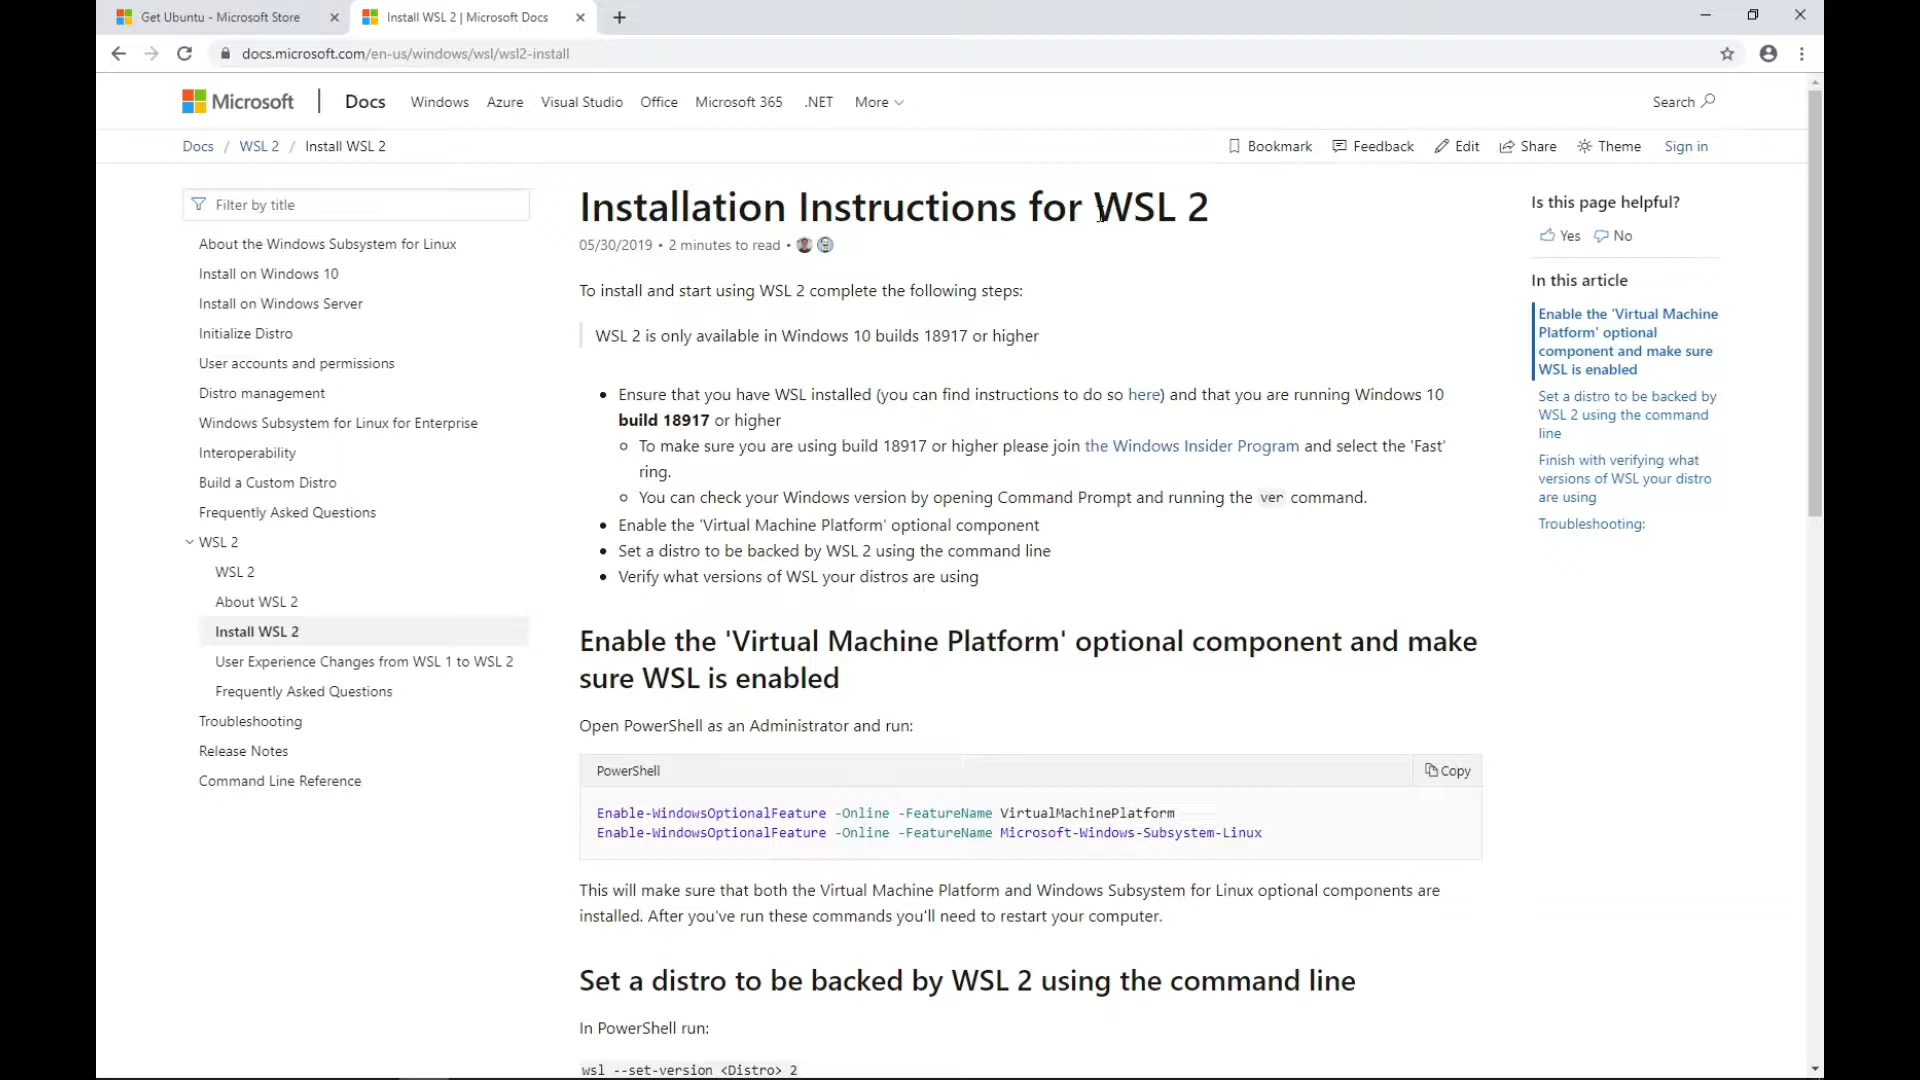 Get Ubuntu - Microsoft Store
Install WSL 2 | Microsoft Docs
docs.microsoft.com/en-us/windows/wsl/wsl2-install
Microsoft
Docs
Windows
Azure
Visual Studio
Office
Microsoft 365
.NET
More
Search
Docs / WSL 2 / Install WSL 2
Bookmark
Feedback
Edit
Share
Theme
Sign in
Filter by title
About the Windows Subsystem for Linux
Install on Windows 10
Install on Windows Server
Initialize Distro
User accounts and permissions
Distro management
Windows Subsystem for Linux for Enterprise
Interoperability
Build a Custom Distro
Frequently Asked Questions
WSL 2
WSL 2
About WSL 2
Install WSL 2
User Experience Changes from WSL 1 to WSL 2
Frequently Asked Questions
Troubleshooting
Release Notes
Command Line Reference
Installation Instructions for WSL 2
05/30/2019 • 2 minutes to read •
To install and start using WSL 2 complete the following steps:
WSL 2 is only available in Windows 10 builds 18917 or higher
• Ensure that you have WSL installed (you can find instructions to do so here) and that you are running Windows 10
build 18917 or higher
To make sure you are using build 18917 or higher please join the Windows Insider Program and select the 'Fast'
ring.
You can check your Windows version by opening Command Prompt and running the ver command.
• Enable the 'Virtual Machine Platform' optional component
• Set a distro to be backed by WSL 2 using the command line
• Verify what versions of WSL your distros are using
Enable the 'Virtual Machine Platform' optional component and make
sure WSL is enabled
Open PowerShell as an Administrator and run:
PowerShell
Copy
Enable-WindowsOptionalFeature -Online -FeatureName VirtualMachinePlatform
Enable-WindowsOptionalFeature -Online -FeatureName Microsoft-Windows-Subsystem-Linux
This will make sure that both the Virtual Machine Platform and Windows Subsystem for Linux optional components are
installed. After you've run these commands you'll need to restart your computer.
Set a distro to be backed by WSL 2 using the command line
In PowerShell run:
wsl --set-version <Distro> 2
Is this page helpful?
Yes
No
In this article
Enable the 'Virtual Machine
Platform' optional
component and make sure
WSL is enabled
Set a distro to be backed by
WSL 2 using the command
line
Finish with verifying what
versions of WSL your distro
are using
Troubleshooting: